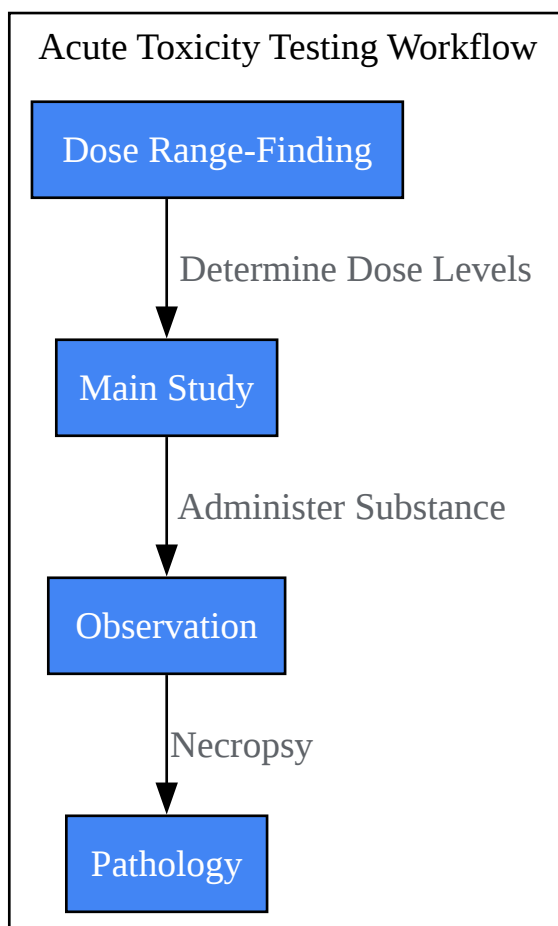 Acute Toxicity Testing Workflow
Dose Range-Finding
Determine Dose Levels
Main Study
Administer Substance
Observation
Necropsy
Pathology